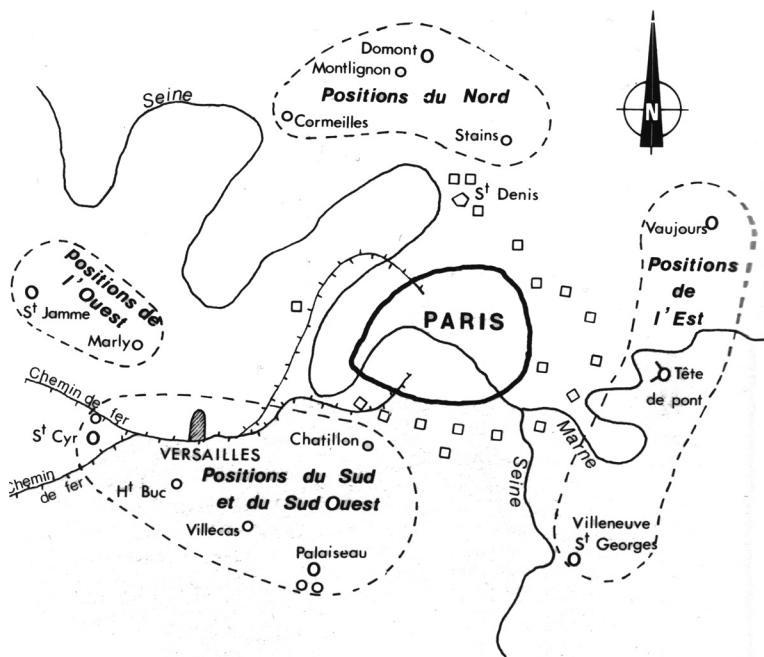 Domont
Montlignon
Positions du Nord
Seine
Cormeilles
Stains
N
St Denis
Vaujours
Positions de
l'Ouest
Positions
de
l'Est
St Jamme
Marly
PARIS
Tête
de pont
Chemin de fer
St Cyr
VERSAILLES
Chatillon
Marne
Seine
Chemin
de fer
Positions du Sud
et du Sud Ouest
Ht Buc
Villecas
Palaiseau
Villeneuve
St Georges